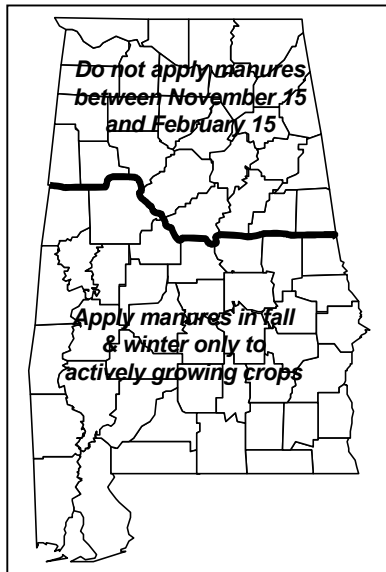 Do not apply manures
between November 15
and February 15
Apply manures in fall
& winter only to
actively growing crops